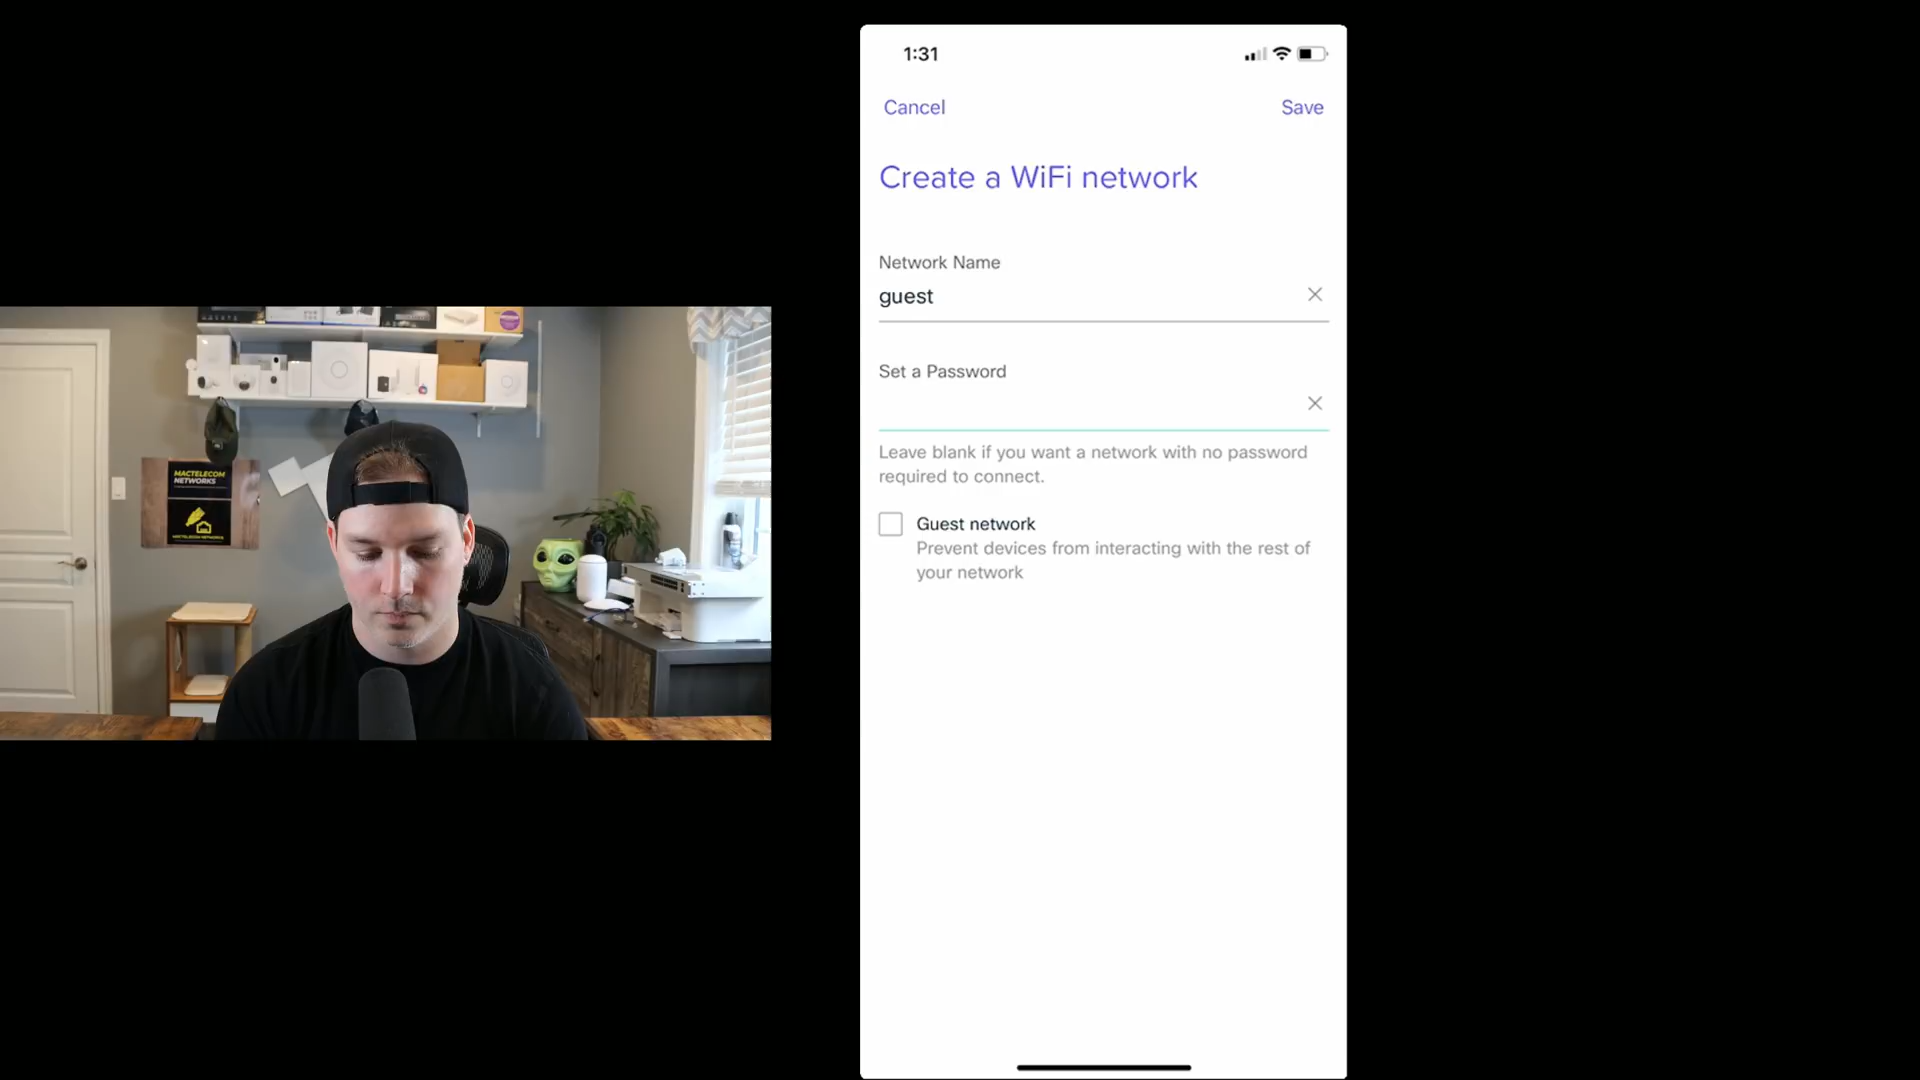 1:31
Cancel
Save
Create a WiFi network
Network Name
guest
Set a Password
Leave blank if you want a network with no password
required to connect.
Guest network
Prevent devices from interacting with the rest of
your network
MACTELECOM
NETWORKS
MACTELECOM NETWORKS